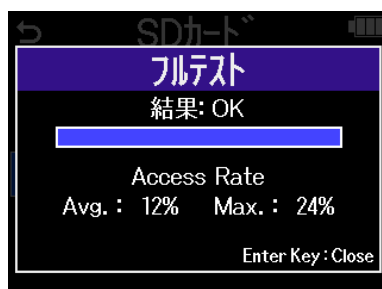 SDカード
フルテスト
結果: OK
Access Rate
Avg. : 12% Max. : 24%
Enter Key : Close